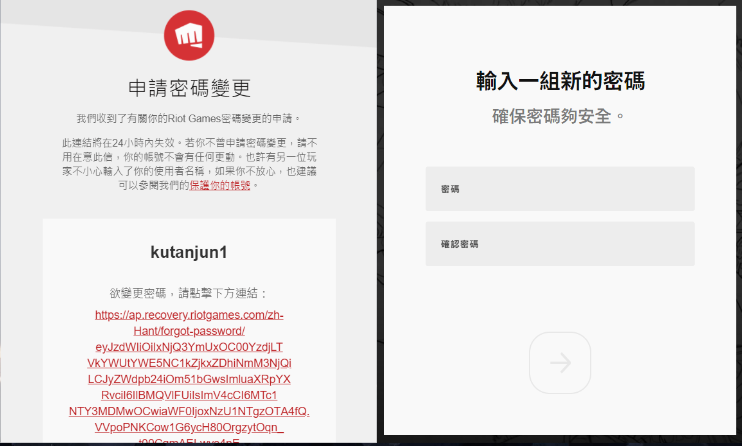 申請密碼變更
我們收到了有關你的Riot Games密碼變更的申請。
此連結將在24小時內失效。若你不曾申請密碼變更，請不
用在意此信，你的帳號不會有任何更動。也許有另一位玩
家不小心輸入了你的使用者名稱，如果你不放心，也建議
可以參閱我們的保護你的帳號。
kutanjun1
欲變更密碼，請點擊下方連結：
https://ap.recovery.riotgames.com/zh-
Hant/forgot-password/
eyJzdWIiOiIxNjQ3YmUxOC00YzdjLT
VkYWUtYWE5NC1kZjkxZDhiNmM3NjQi
LCJyZWdpb24iOm51bGwsImluaXRpYX
RvciI6IlBMQVlFUiIsImV4cCI6MTc1
NTY3MDMwOCwiaWF0IjoxNzU1NTgzOTA4fQ.
VVpoPNKCow1G6ycH80OrgzytOqn_
輸入一組新的密碼
確保密碼夠安全。
密碼
確認密碼